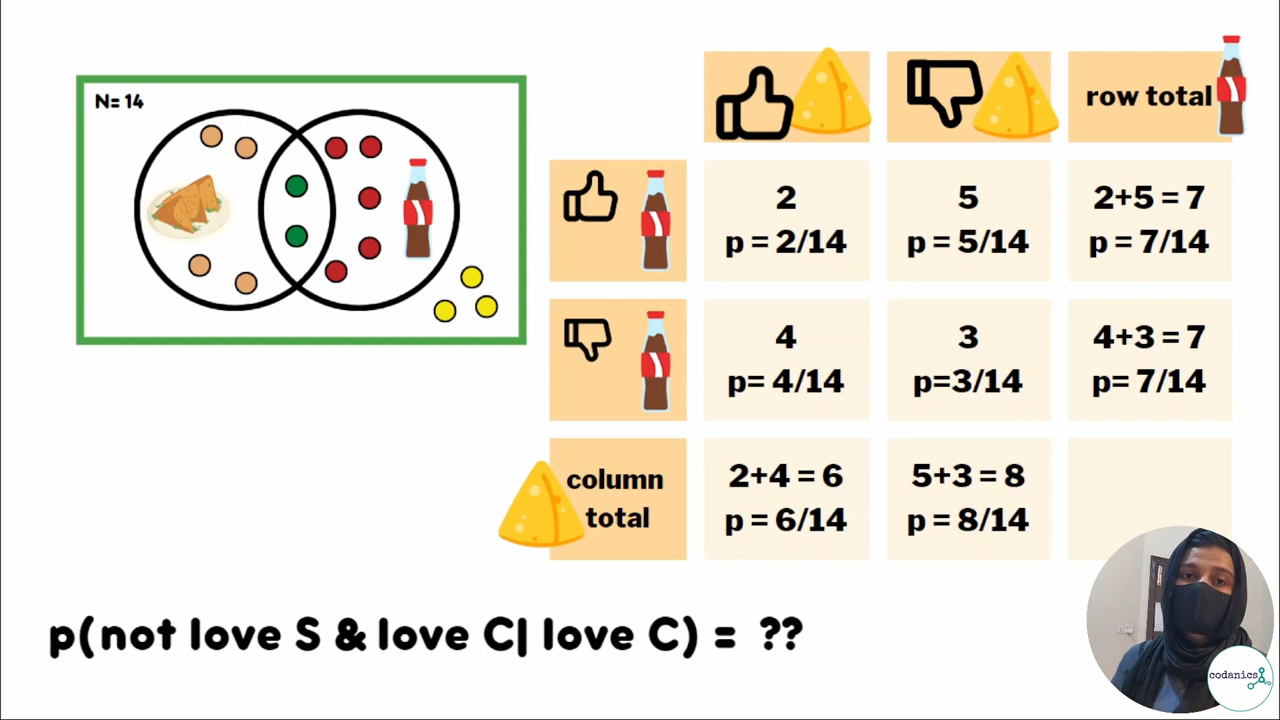 N= 14
row total
2
p = 2/14
5
p = 5/14
2+5 = 7
p = 7/14
4
p= 4/14
3
p=3/14
4+3 = 7
p= 7/14
column
total
2+4 = 6
p = 6/14
5+3 = 8
p = 8/14
p(not love S & love C| love C) = ??
codanics